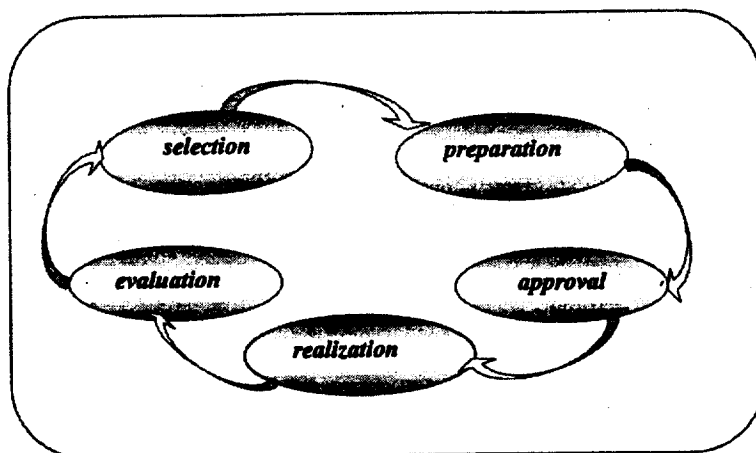 selection
preparation
evaluation
approval
realization